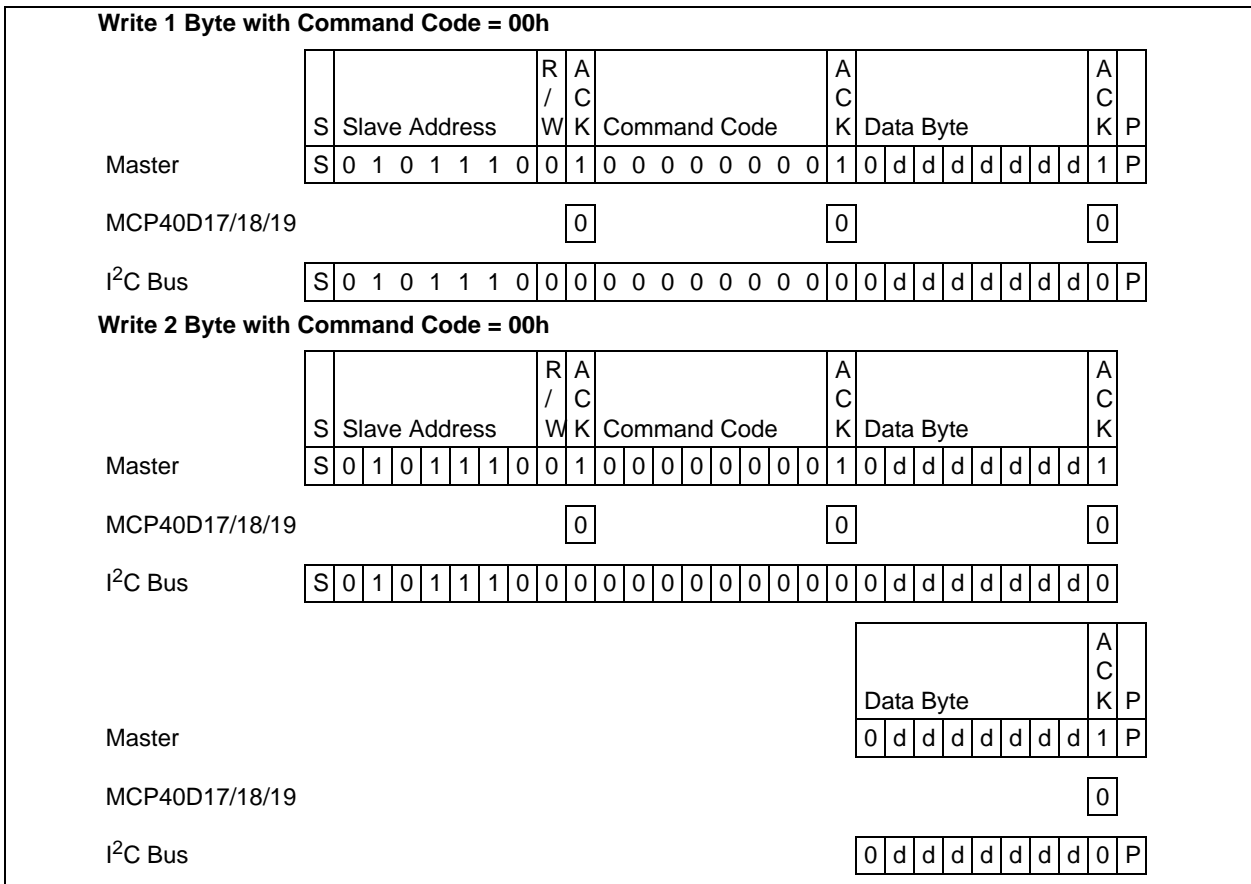 Write 1 Byte with Command Code = 00h
S Slave Address R/W ACK Command Code ACK Data Byte ACK P
Master S 0 1 0 1 1 1 0 0 1 0 0 0 0 0 0 0 0 1 0 d d d d d d d 1 P
MCP40D17/18/19 0 0 0
I²C Bus S 0 1 0 1 1 1 0 0 0 0 0 0 0 0 0 0 0 0 0 d d d d d d d 0 P
Write 2 Byte with Command Code = 00h
S Slave Address R/W ACK Command Code ACK Data Byte ACK
Master S 0 1 0 1 1 1 0 0 1 0 0 0 0 0 0 0 0 1 0 d d d d d d d 1
MCP40D17/18/19 0 0 0
I²C Bus S 0 1 0 1 1 1 0 0 0 0 0 0 0 0 0 0 0 0 0 d d d d d d d 0
Data Byte ACK P
Master 0 d d d d d d d 1 P
MCP40D17/18/19 0
I²C Bus 0 d d d d d d d 0 P